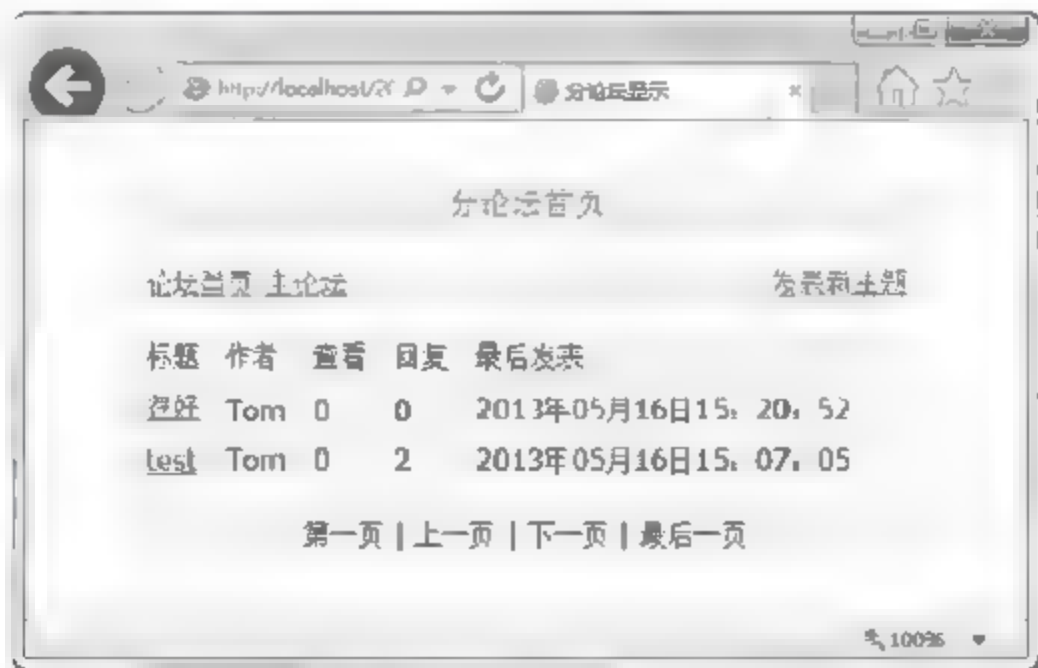 http://localhost/ 分论坛显示
分论坛首页
论坛首页 主论坛 发表新主题
标题 作者 查看 回复 最后发表
Tom 0 0 2013年05月16日15:20:52
test Tom 0 2 2013年05月16日15:07:05
第一页 | 上一页 | 下一页 | 最后一页
100%